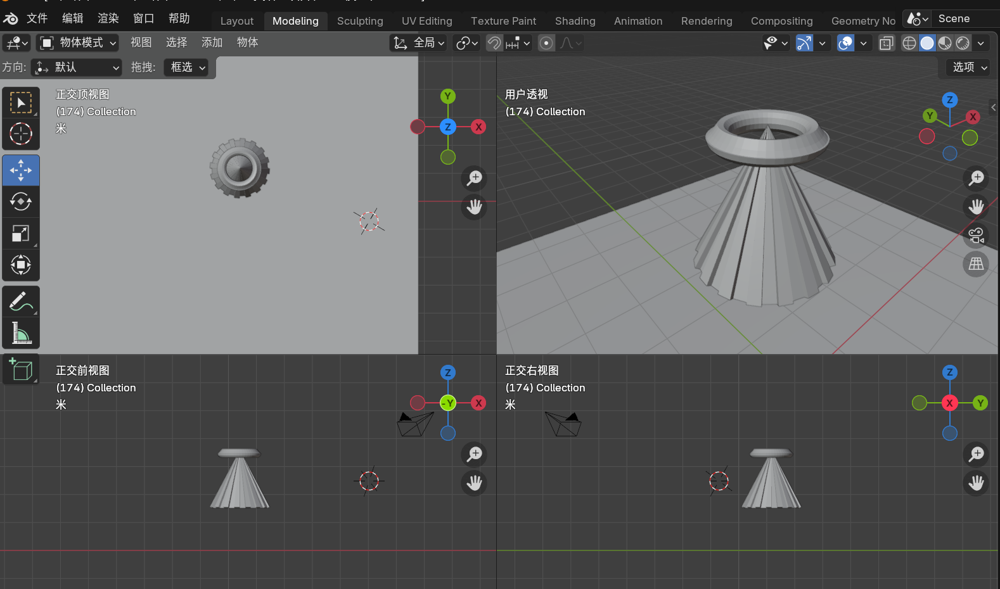 文件 编辑 渲染 窗口 帮助 Layout Modeling Sculpting UV Editing Texture Paint Shading Animation Rendering Compositing Geometry No Scene
物体模式 视图 选择 添加 物体 全局
方向: 默认 拖拽: 框选 选项
正交顶视图
(174) Collection
米
Y
Z X
用户透视
(174) Collection
Z
Y X
正交前视图
(174) Collection
米
Z
-Y X
正交右视图
(174) Collection
米
Z
X Y